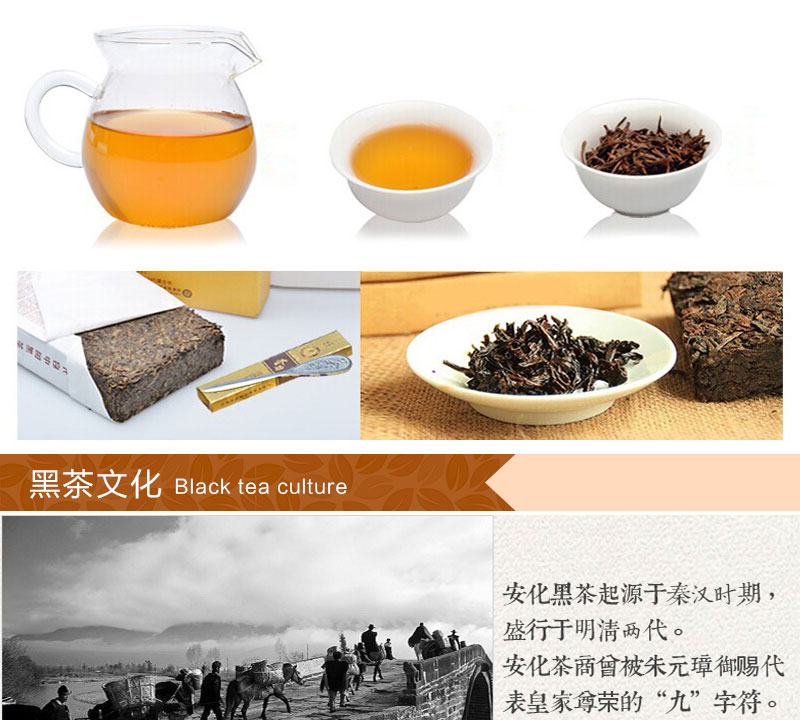 黑茶文化 Black tea culture
安化黑茶起源于秦汉时期，
盛行于明清两代。
安化茶商曾被朱元璋御赐代
表皇家尊荣的“九”字符。